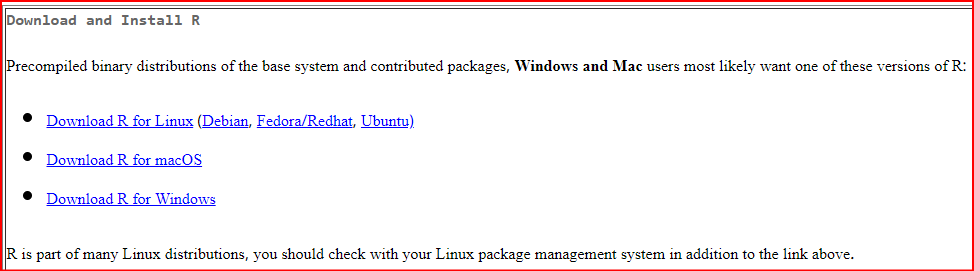 Download and Install R
Precompiled binary distributions of the base system and contributed packages, Windows and Mac users most likely want one of these versions of R:
Download R for Linux (Debian, Fedora/Redhat, Ubuntu)
Download R for macOS
Download R for Windows
R is part of many Linux distributions, you should check with your Linux package management system in addition to the link above.